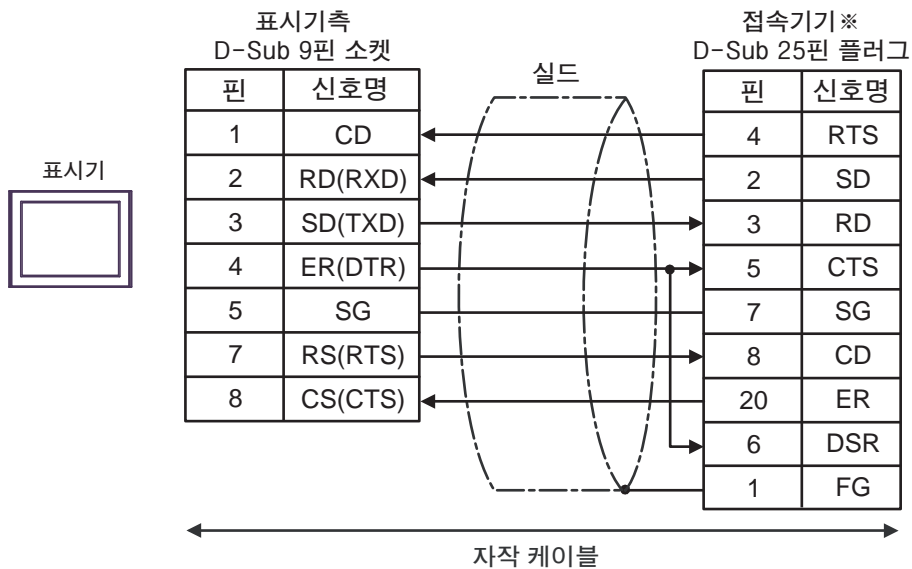 표시기측
D-Sub 9핀 소켓
접속기기※
D-Sub 25핀 플러그
실드
표시기
핀 신호명
1 CD
2 RD(RXD)
3 SD(TXD)
4 ER(DTR)
5 SG
7 RS(RTS)
8 CS(CTS)
핀 신호명
4 RTS
2 SD
3 RD
5 CTS
7 SG
8 CD
20 ER
6 DSR
1 FG
자작 케이블